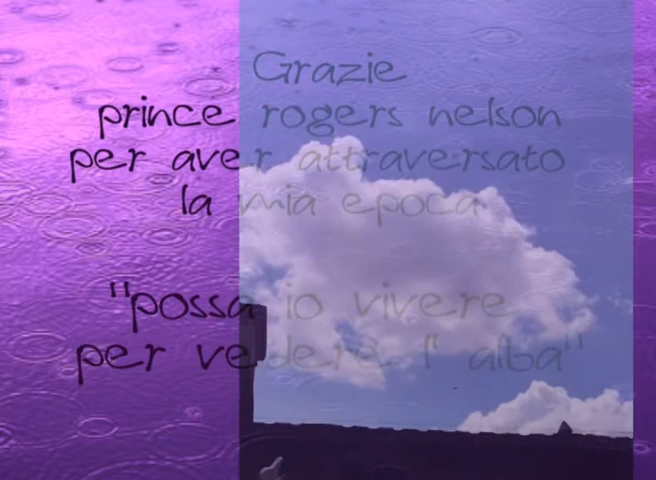 Grazie
prince rogers nelson
per aver attraversato
la mia epoca
"possa io vivere
per vedere l' alba"